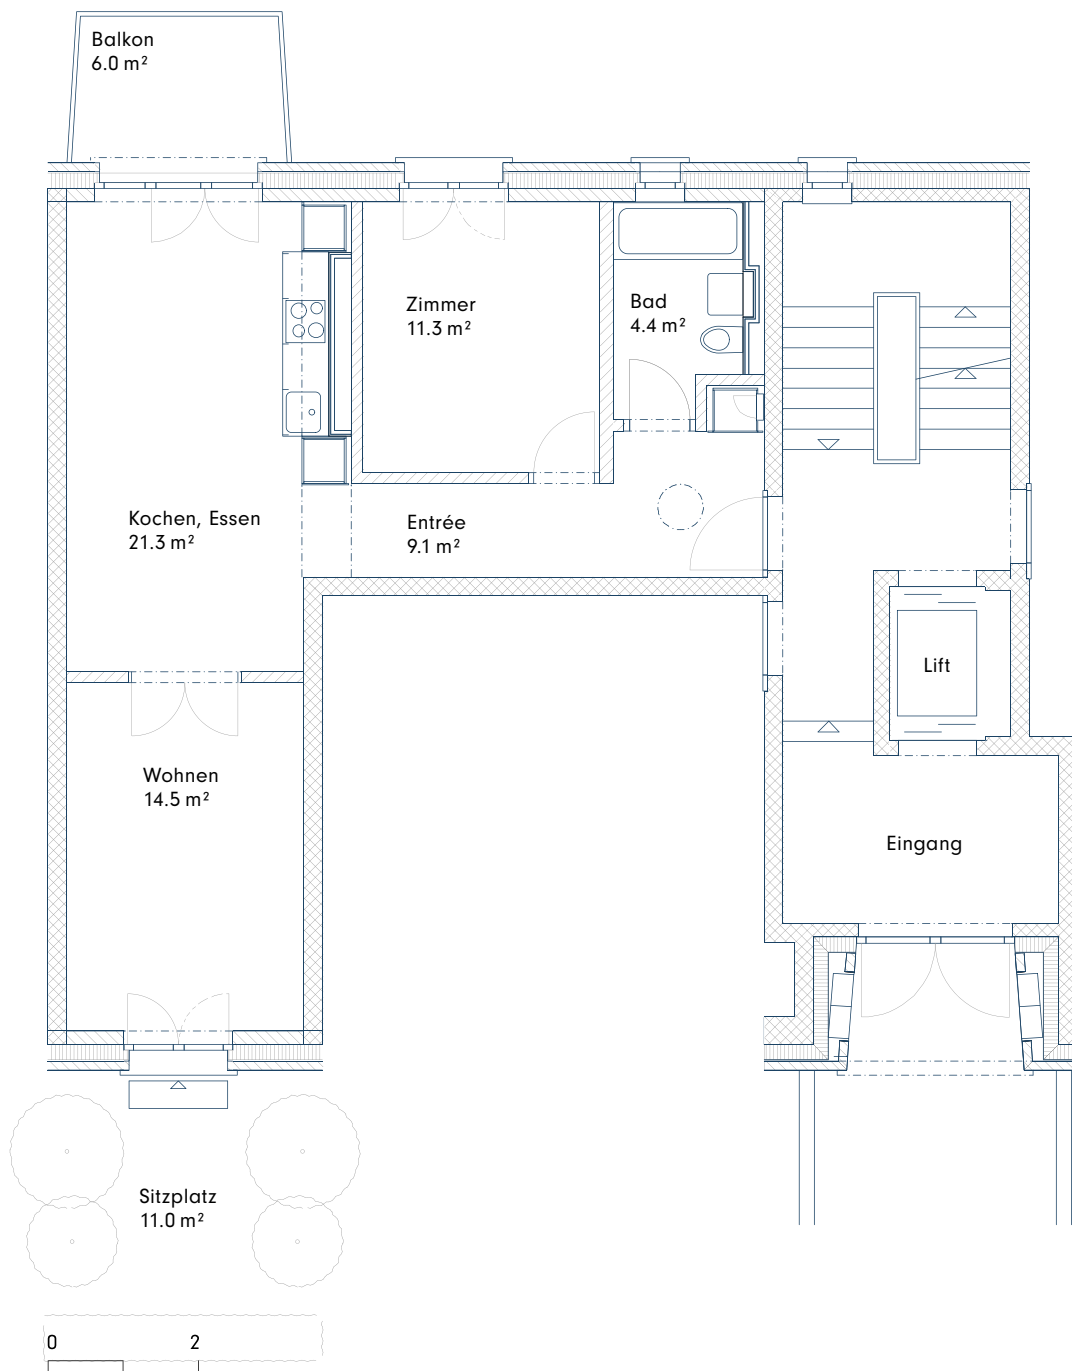 Balkon
6.0 m²
Zimmer
11.3 m²
Bad
4.4 m²
Kochen, Essen
21.3 m²
Entrée
9.1 m²
Lift
Wohnen
14.5 m²
Eingang
Sitzplatz
11.0 m²
0 2